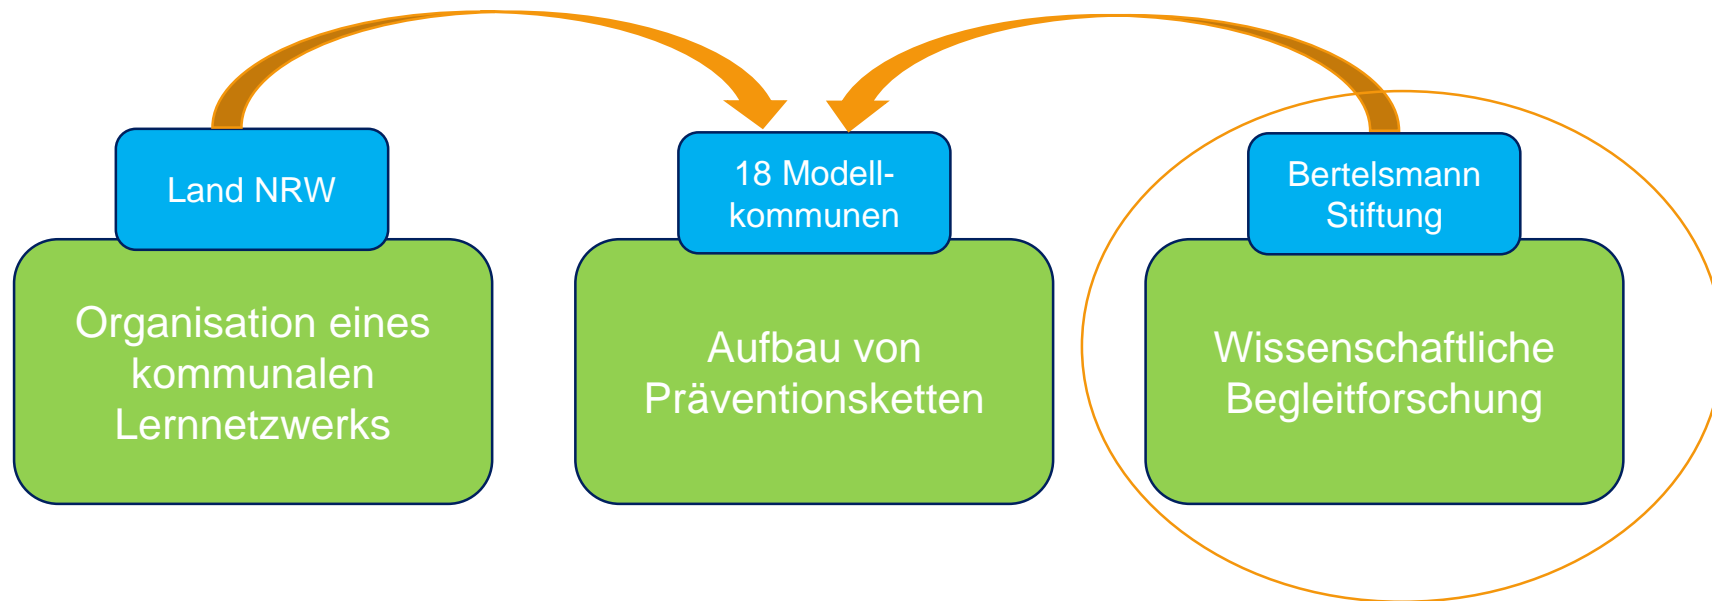 Land NRW
Organisation eines
kommunalen
Lernnetzwerks
18 Modell-
kommunen
Aufbau von
Präventionsketten
Bertelsmann
Stiftung
Wissenschaftliche
Begleitforschung